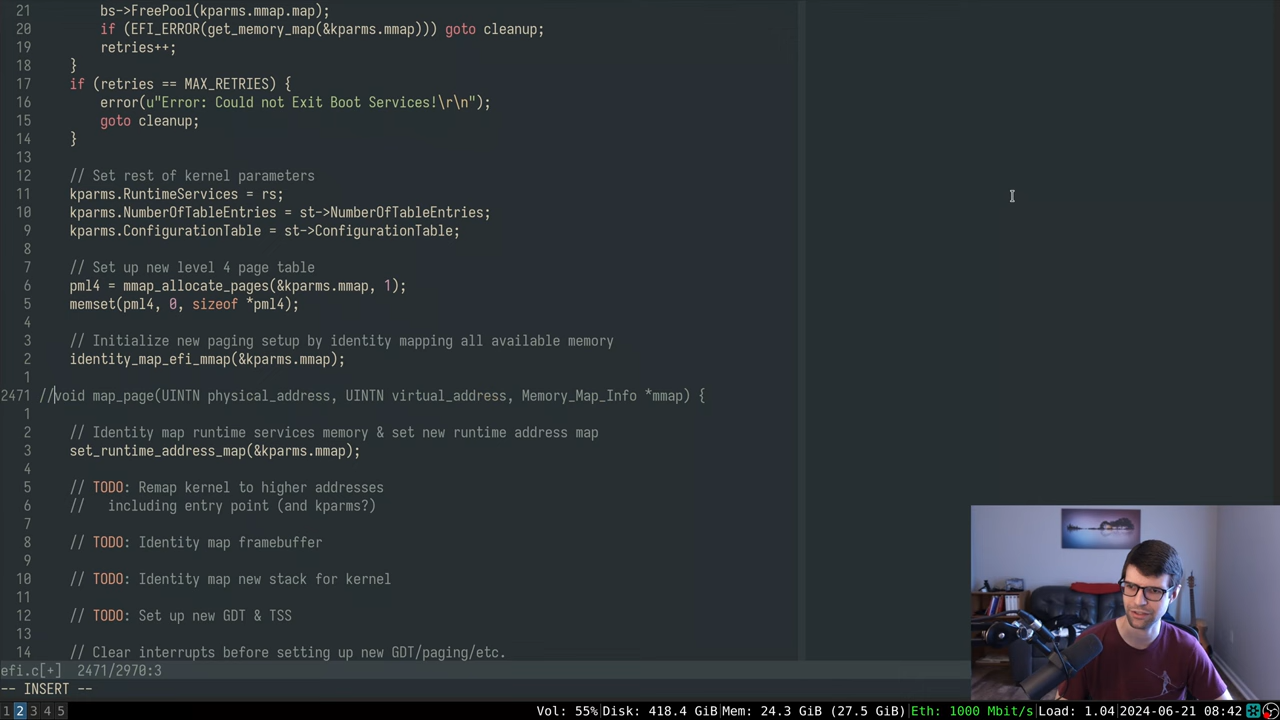 21 bs->FreePool(kparms.mmap.map);
20 if (EFI_ERROR(get_memory_map(&kparms.mmap))) goto cleanup;
19 retries++;
18 }
17 if (retries == MAX_RETRIES) {
16 error(u"Error: Could not Exit Boot Services!\r\n");
15 goto cleanup;
14 }
13
12 // Set rest of kernel parameters
11 kparms.RuntimeServices = rs;
10 kparms.NumberOfTableEntries = st->NumberOfTableEntries;
9 kparms.ConfigurationTable = st->ConfigurationTable;
8
7 // Set up new level 4 page table
6 pml4 = mmap_allocate_pages(&kparms.mmap, 1);
5 memset(pml4, 0, sizeof *pml4);
4
3 // Initialize new paging setup by identity mapping all available memory
2 identity_map_efi_mmap(&kparms.mmap);
1
2471 //void map_page(UINTN physical_address, UINTN virtual_address, Memory_Map_Info *mmap) {
1
2 // Identity map runtime services memory & set new runtime address map
3 set_runtime_address_map(&kparms.mmap);
4
5 // TODO: Remap kernel to higher addresses
6 // including entry point (and kparms?)
7
8 // TODO: Identity map framebuffer
9
10 // TODO: Identity map new stack for kernel
11
12 // TODO: Set up new GDT & TSS
13
14 // Clear interrupts before setting up new GDT/paging/etc.
efi.c[+] 2471/2970:3
-- INSERT --
1 2 3 4 5 Vol: 55% Disk: 418.4 GiB Mem: 24.3 GiB (27.5 GiB) Eth: 1000 Mbit/s Load: 1.04 2024-06-21 08:42